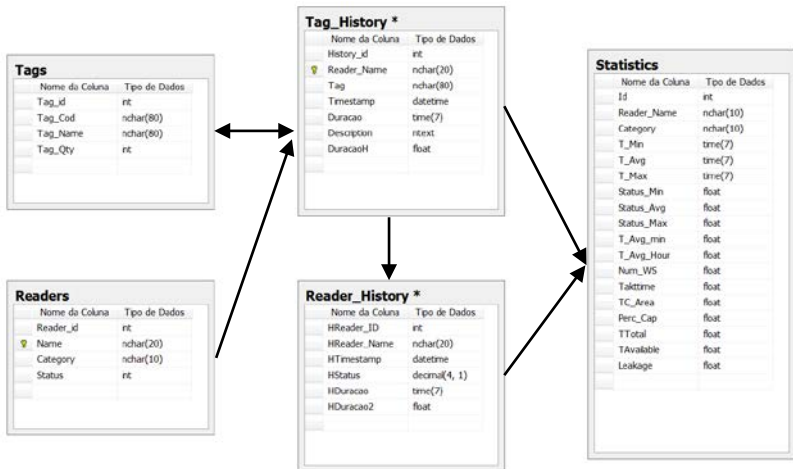 Tag_History *
Nome da Coluna Tipo de Dados
History_id int
Reader_Name nchar(20)
Tag nchar(80)
Timestamp datetime
Duracao time(7)
Description ntext
DuracaoH float
Tags
Nome da Coluna Tipo de Dados
Tag_id int
Tag_Cod nchar(80)
Tag_Name nchar(80)
Tag_Qty int
Statistics
Nome da Coluna Tipo de Dados
Id int
Reader_Name nchar(10)
Category nchar(10)
T_Min time(7)
T_Avg time(7)
T_Max time(7)
Status_Min float
Status_Avg float
Status_Max float
T_Avg_min float
T_Avg_Hour float
Num_WS float
Takttime float
TC_Area float
Perc_Cap float
TTotal float
TAvailable float
Leakage float
Readers
Nome da Coluna Tipo de Dados
Reader_id int
Name nchar(20)
Category nchar(10)
Status int
Reader_History *
Nome da Coluna Tipo de Dados
HReader_ID int
HReader_Name nchar(20)
HTimestamp datetime
HStatus decimal(4, 1)
HDuracao time(7)
HDuracao2 float